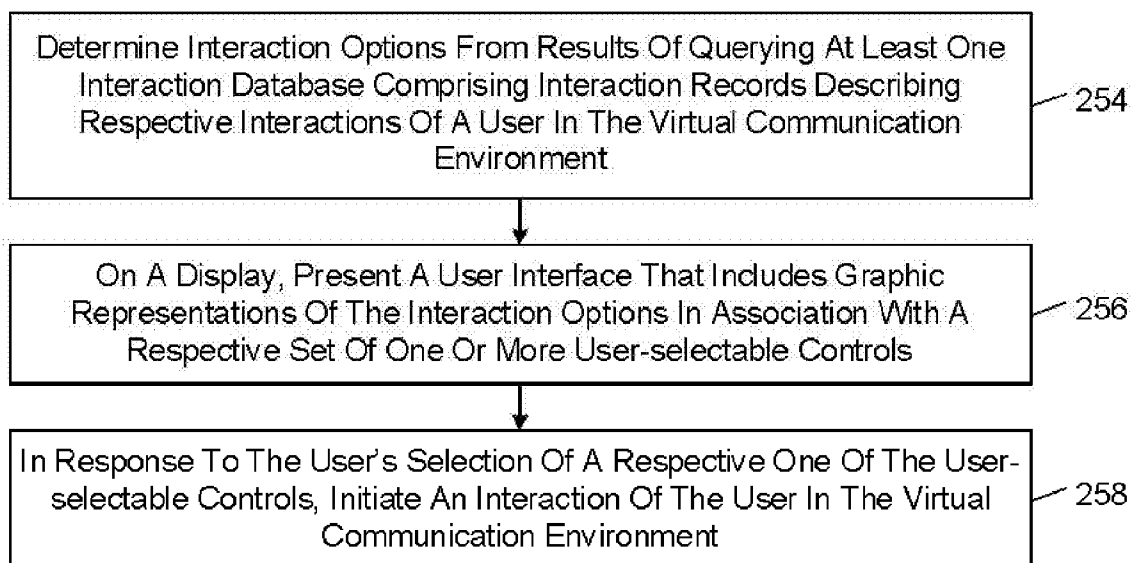 Determine Interaction Options From Results Of Querying At Least One
Interaction Database Comprising Interaction Records Describing
Respective Interactions Of A User In The Virtual Communication
Environment
254
On A Display, Present A User Interface That Includes Graphic
Representations Of The Interaction Options In Association With A
Respective Set Of One Or More User-selectable Controls
256
In Response To The User's Selection Of A Respective One Of The User-
selectable Controls, Initiate An Interaction Of The User In The Virtual
Communication Environment
258